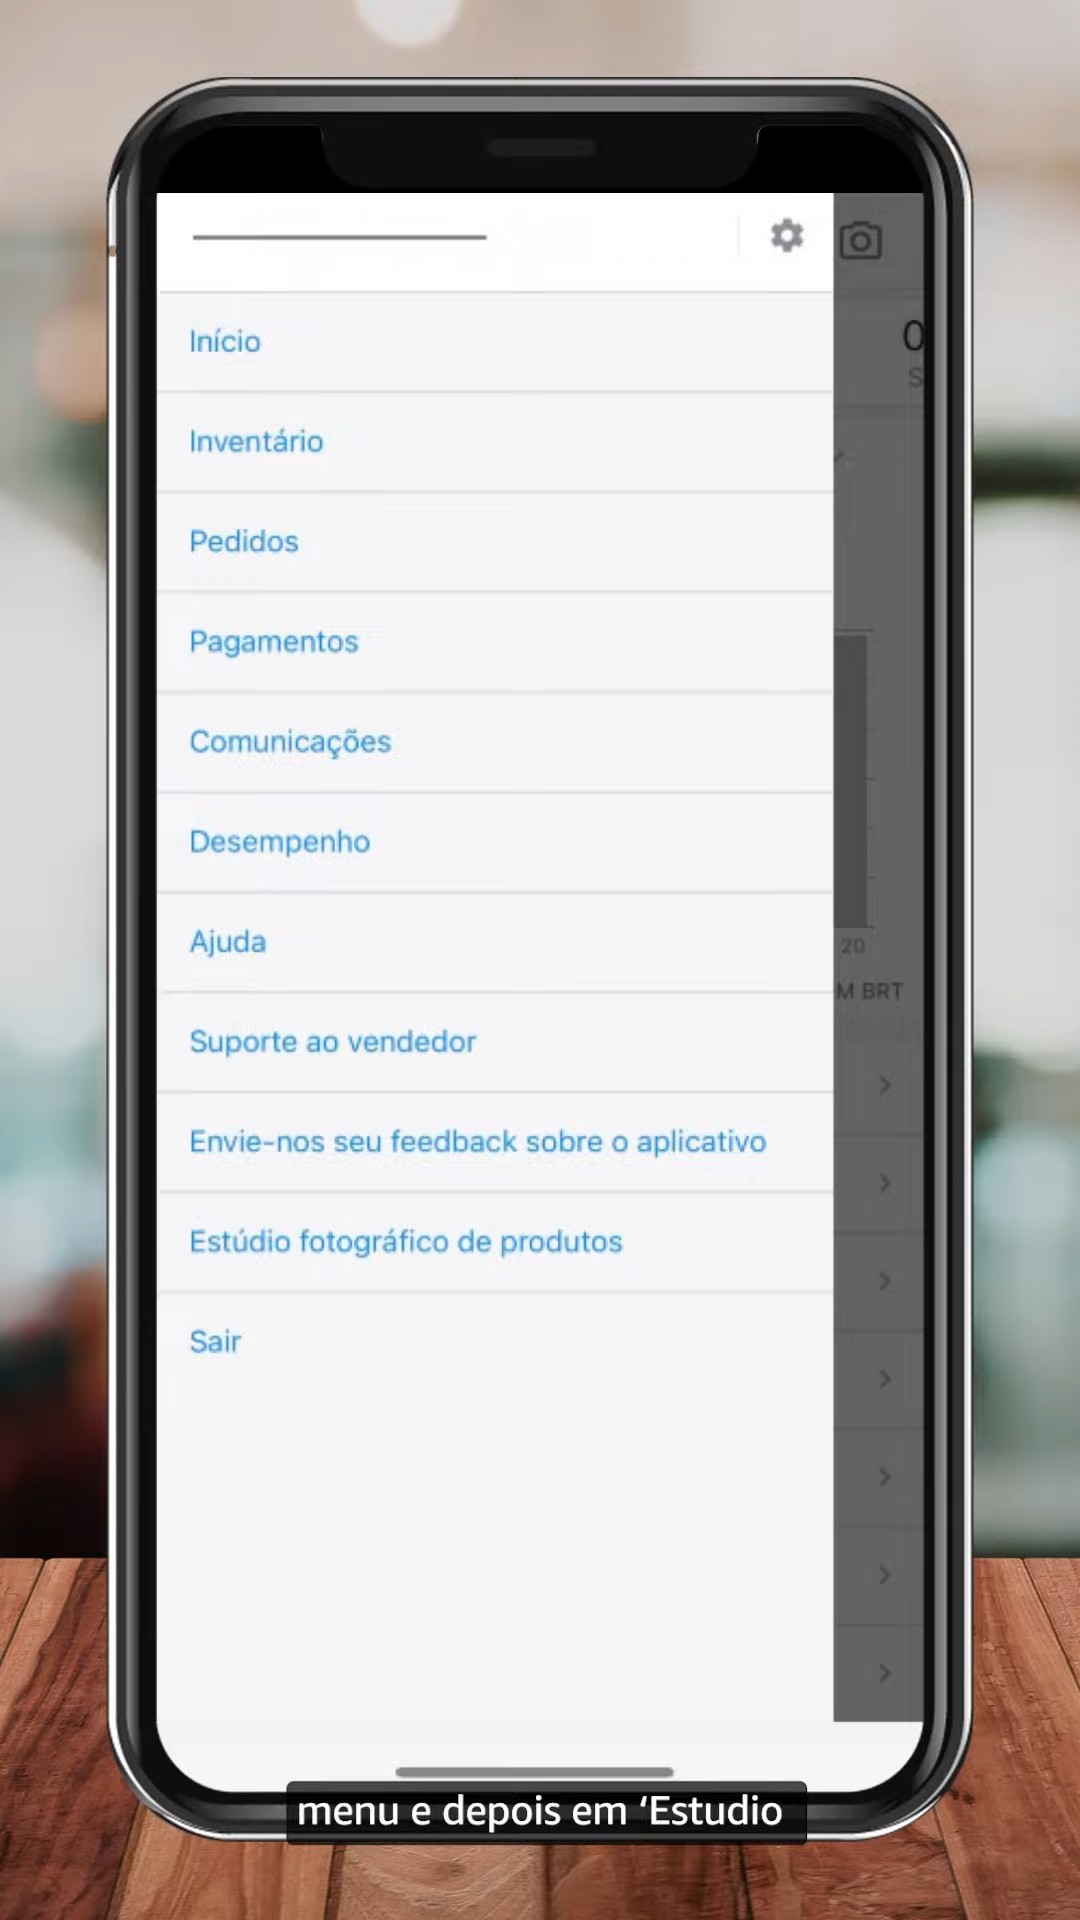 Início
Inventário
Pedidos
Pagamentos
Comunicações
Desempenho
Ajuda
Suporte ao vendedor
Envie-nos seu feedback sobre o aplicativo
Estúdio fotográfico de produtos
Sair
0
S
20
M BRT
menu e depois em ‘Estudio